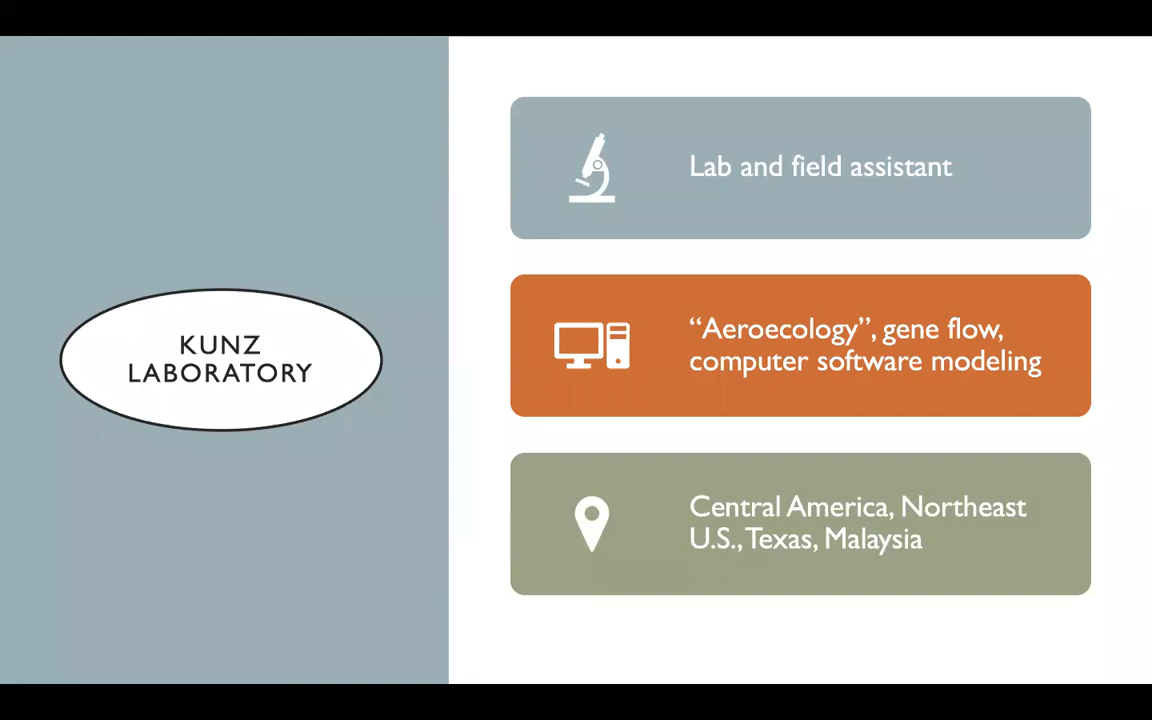 KUNZ
LABORATORY
Lab and field assistant
“Aeroecology”, gene flow,
computer software modeling
Central America, Northeast
U.S., Texas, Malaysia